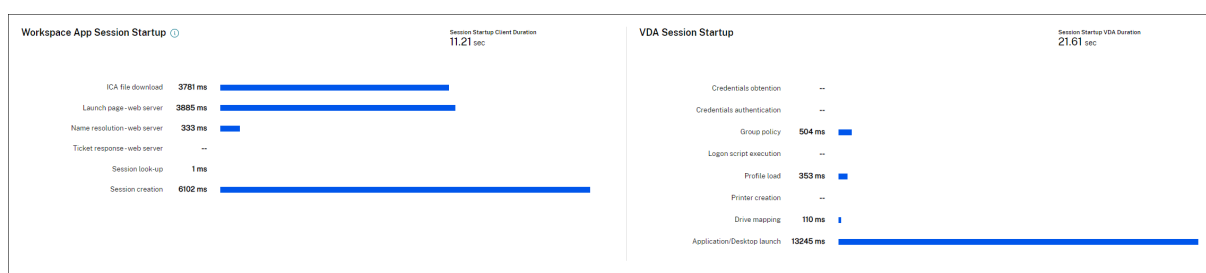 Workspace App Session Startup
Session Startup Client Duration
11.21 sec
ICA file download 3781 ms
Launch page-web server 3885 ms
Name resolution-web server 333 ms
Ticket response-web server --
Session look-up 1 ms
Session creation 6102 ms
VDA Session Startup
Session Startup VDA Duration
21.61 sec
Credentials obtention --
Credentials authentication --
Group policy 504 ms
Logon script execution --
Profile load 353 ms
Printer creation --
Drive mapping 110 ms
Application/Desktop launch 13245 ms